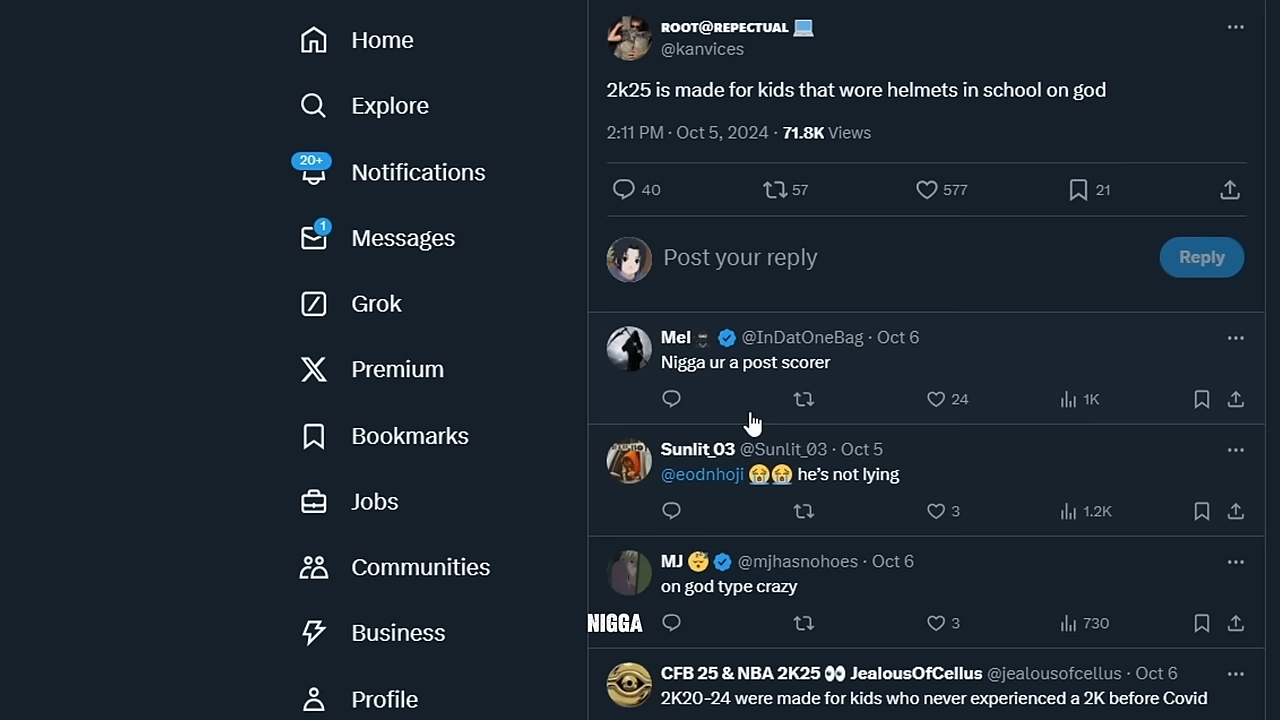 Home
Explore
20+
Notifications
1
Messages
Grok
Premium
Bookmarks
Jobs
Communities
Business
Profile
ROOT@REPECTUAL 💻
@kanvices
2k25 is made for kids that wore helmets in school on god
2:11 PM · Oct 5, 2024 · 71.8K Views
40 57 577 21
Post your reply
Reply
Mel @InDatOneBag · Oct 6
Nigga ur a post scorer
24 1K
Sunlit_03 @Sunlit_03 · Oct 5
@eodnhoji 😭😭 he's not lying
3 1.2K
MJ 😴 @mjhasnohoes · Oct 6
on god type crazy
NIGGA
3 730
CFB 25 & NBA 2K25 👀 JealousOfCellus @jealousofcellus · Oct 6
2K20-24 were made for kids who never experienced a 2K before Covid